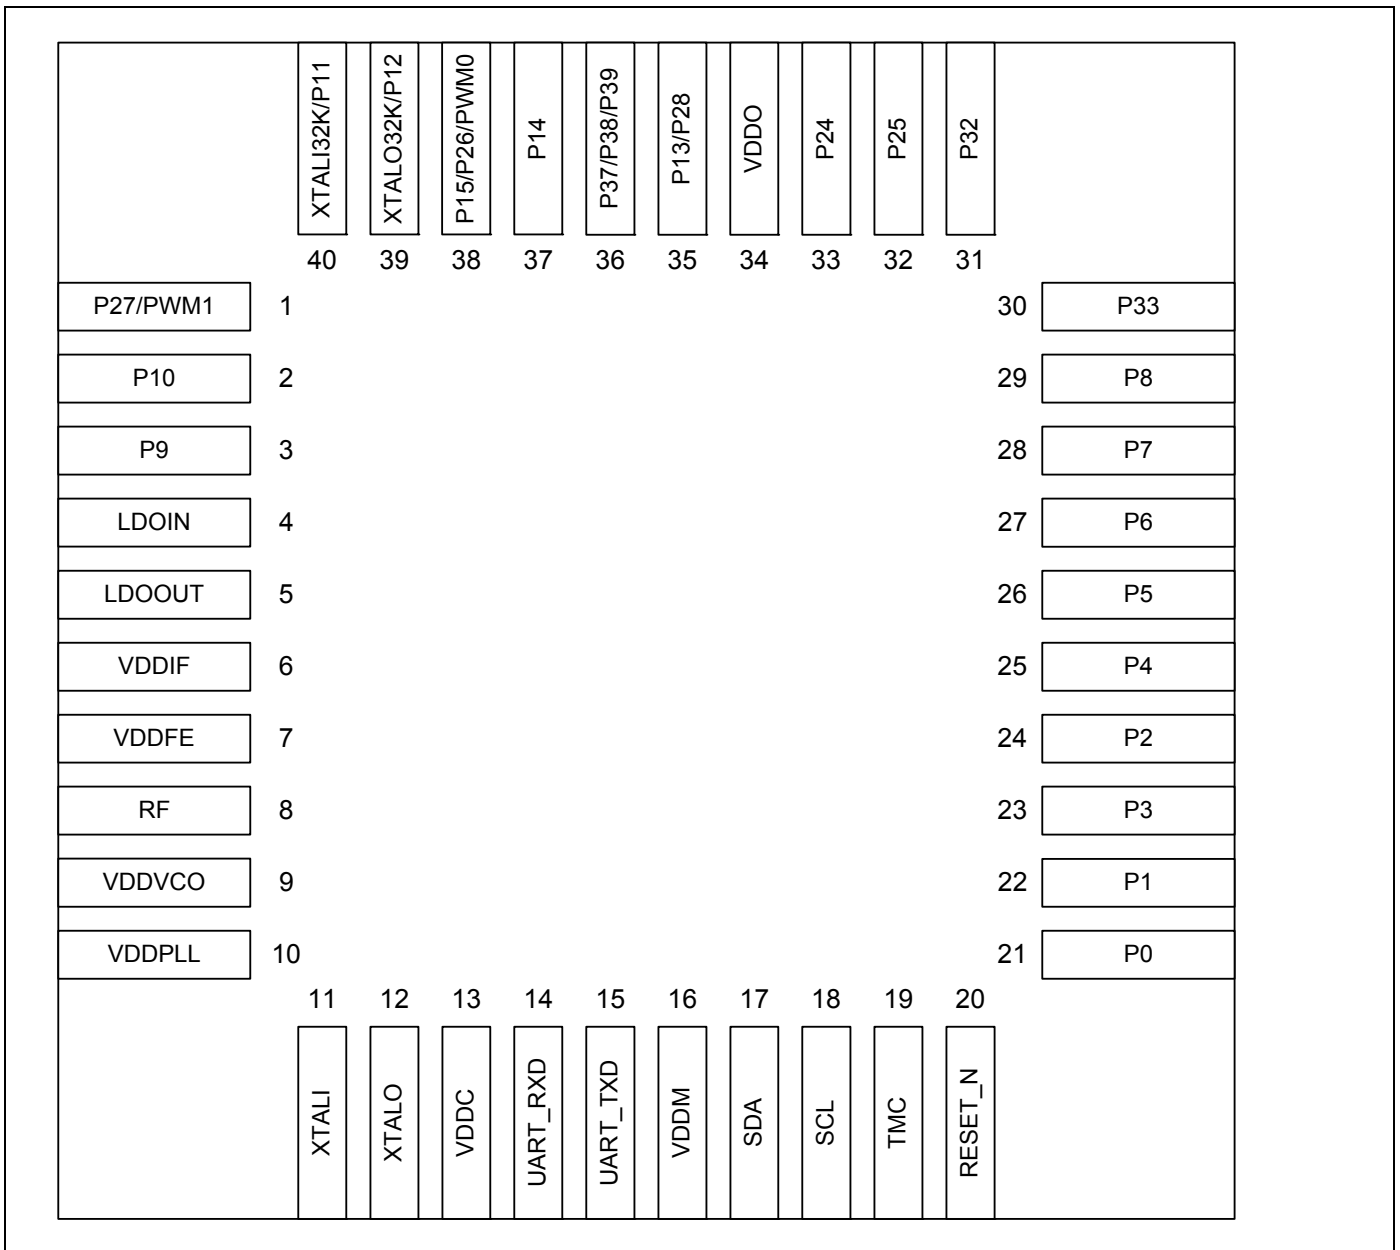 XTALI32K/P11
XTALO32K/P12
P15/P26/PWM0
P14
P37/P38/P39
P13/P28
VDDO
P24
P25
P32
40 39 38 37 36 35 34 33 32 31
P27/PWM1 1 30 P33
P10 2 29 P8
P9 3 28 P7
LDOIN 4 27 P6
LDOOUT 5 26 P5
VDDIF 6 25 P4
VDDFE 7 24 P2
RF 8 23 P3
VDDVCO 9 22 P1
VDDPLL 10 21 P0
11 12 13 14 15 16 17 18 19 20
XTALI
XTALO
VDDC
UART_RXD
UART_TXD
VDDM
SDA
SCL
TMC
RESET_N